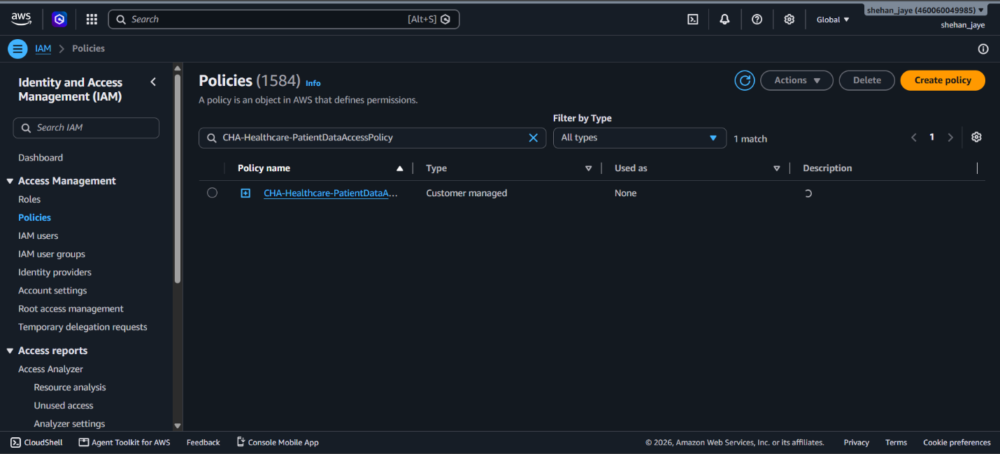 aws
Search [Alt+S]
Global
shehan_jaye (460060049985)
shehan_jaye
IAM Policies
Identity and Access Management (IAM)
Search IAM
Dashboard
Access Management
Roles
Policies
IAM users
IAM user groups
Identity providers
Account settings
Root access management
Temporary delegation requests
Access reports
Access Analyzer
Resource analysis
Unused access
Analyzer settings
Policies (1584) Info
A policy is an object in AWS that defines permissions.
Actions
Delete
Create policy
Filter by Type
CHA-Healthcare-PatientDataAccessPolicy
All types
1 match
1
Policy name Type Used as Description
CHA-Healthcare-PatientDataA... Customer managed None
CloudShell Agent Toolkit for AWS Feedback Console Mobile App
© 2026, Amazon Web Services, Inc. or its affiliates. Privacy Terms Cookie preferences